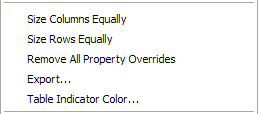 Size Columns Equally
Size Rows Equally
Remove All Property Overrides
Export...
Table Indicator Color...